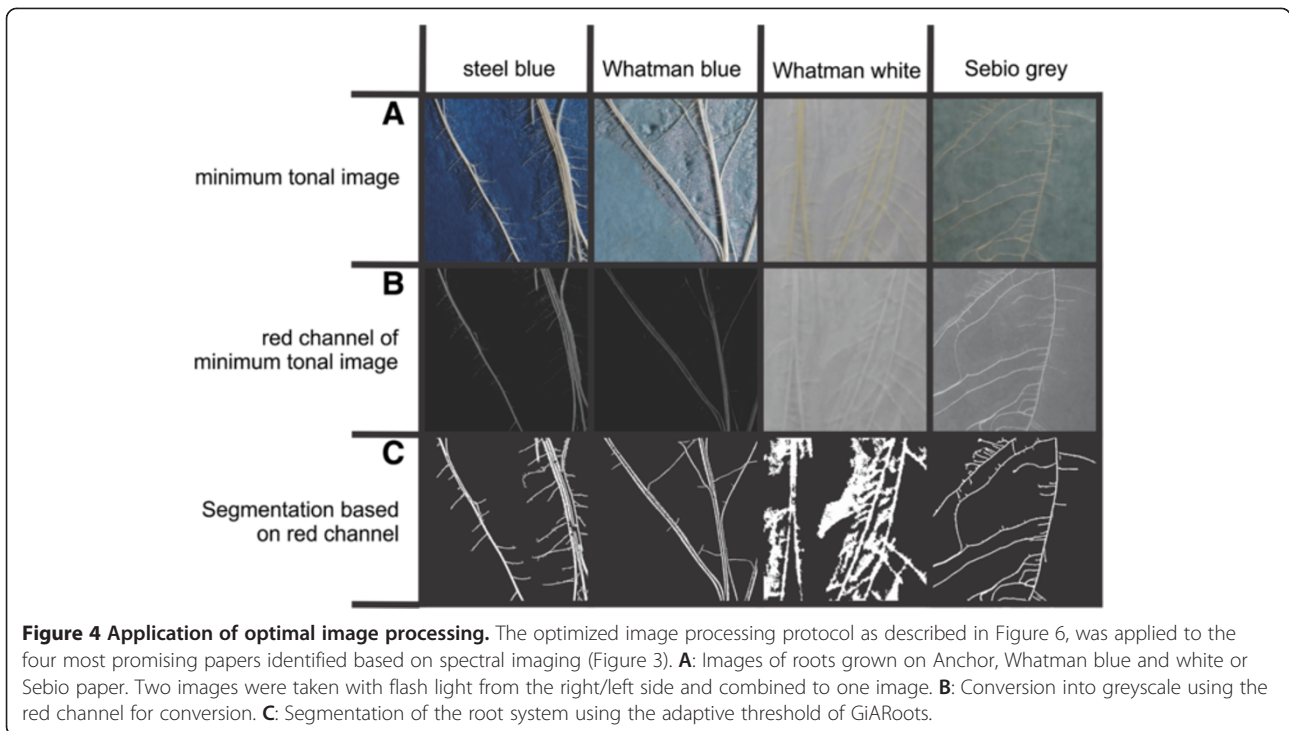 steel blue
Whatman blue
Whatman white
Sebio grey
A
minimum tonal image
B
red channel of
minimum tonal image
C
Segmentation based
on red channel
Figure 4 Application of optimal image processing. The optimized image processing protocol as described in Figure 6, was applied to the
four most promising papers identified based on spectral imaging (Figure 3). A: Images of roots grown on Anchor, Whatman blue and white or
Sebio paper. Two images were taken with flash light from the right/left side and combined to one image. B: Conversion into greyscale using the
red channel for conversion. C: Segmentation of the root system using the adaptive threshold of GiARoots.